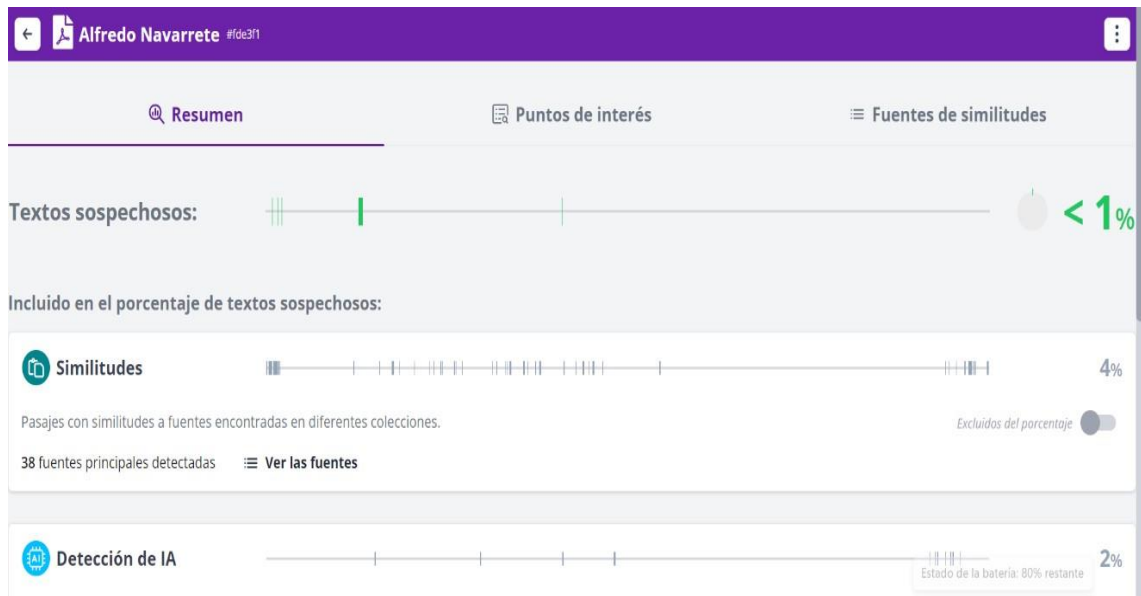 Alfredo Navarrete #fde3f1
Resumen
Puntos de interés
Fuentes de similitudes
Textos sospechosos:
< 1%
Incluido en el porcentaje de textos sospechosos:
Similitudes
4%
Pasajes con similitudes a fuentes encontradas en diferentes colecciones.
Excluidos del porcentaje
38 fuentes principales detectadas
Ver las fuentes
AI
Detección de IA
2%
Estado de la batería: 80% restante